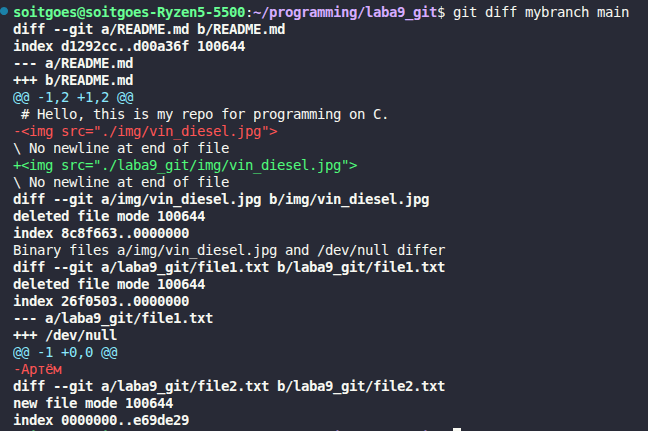 soitgoes@soitgoes-Ryzen5-5500:~/programming/laba9_git$ git diff mybranch main
diff --git a/README.md b/README.md
index d1292cc..d00a36f 100644
--- a/README.md
+++ b/README.md
@@ -1,2 +1,2 @@
 # Hello, this is my repo for programming on C.
-<img src="./img/vin_diesel.jpg">
\ No newline at end of file
+<img src="./laba9_git/img/vin_diesel.jpg">
\ No newline at end of file
diff --git a/img/vin_diesel.jpg b/img/vin_diesel.jpg
deleted file mode 100644
index 8c8f663..0000000
Binary files a/img/vin_diesel.jpg and /dev/null differ
diff --git a/laba9_git/file1.txt b/laba9_git/file1.txt
deleted file mode 100644
index 26f0503..0000000
--- a/laba9_git/file1.txt
+++ /dev/null
@@ -1 +0,0 @@
-Артём
diff --git a/laba9_git/file2.txt b/laba9_git/file2.txt
new file mode 100644
index 0000000..e69de29